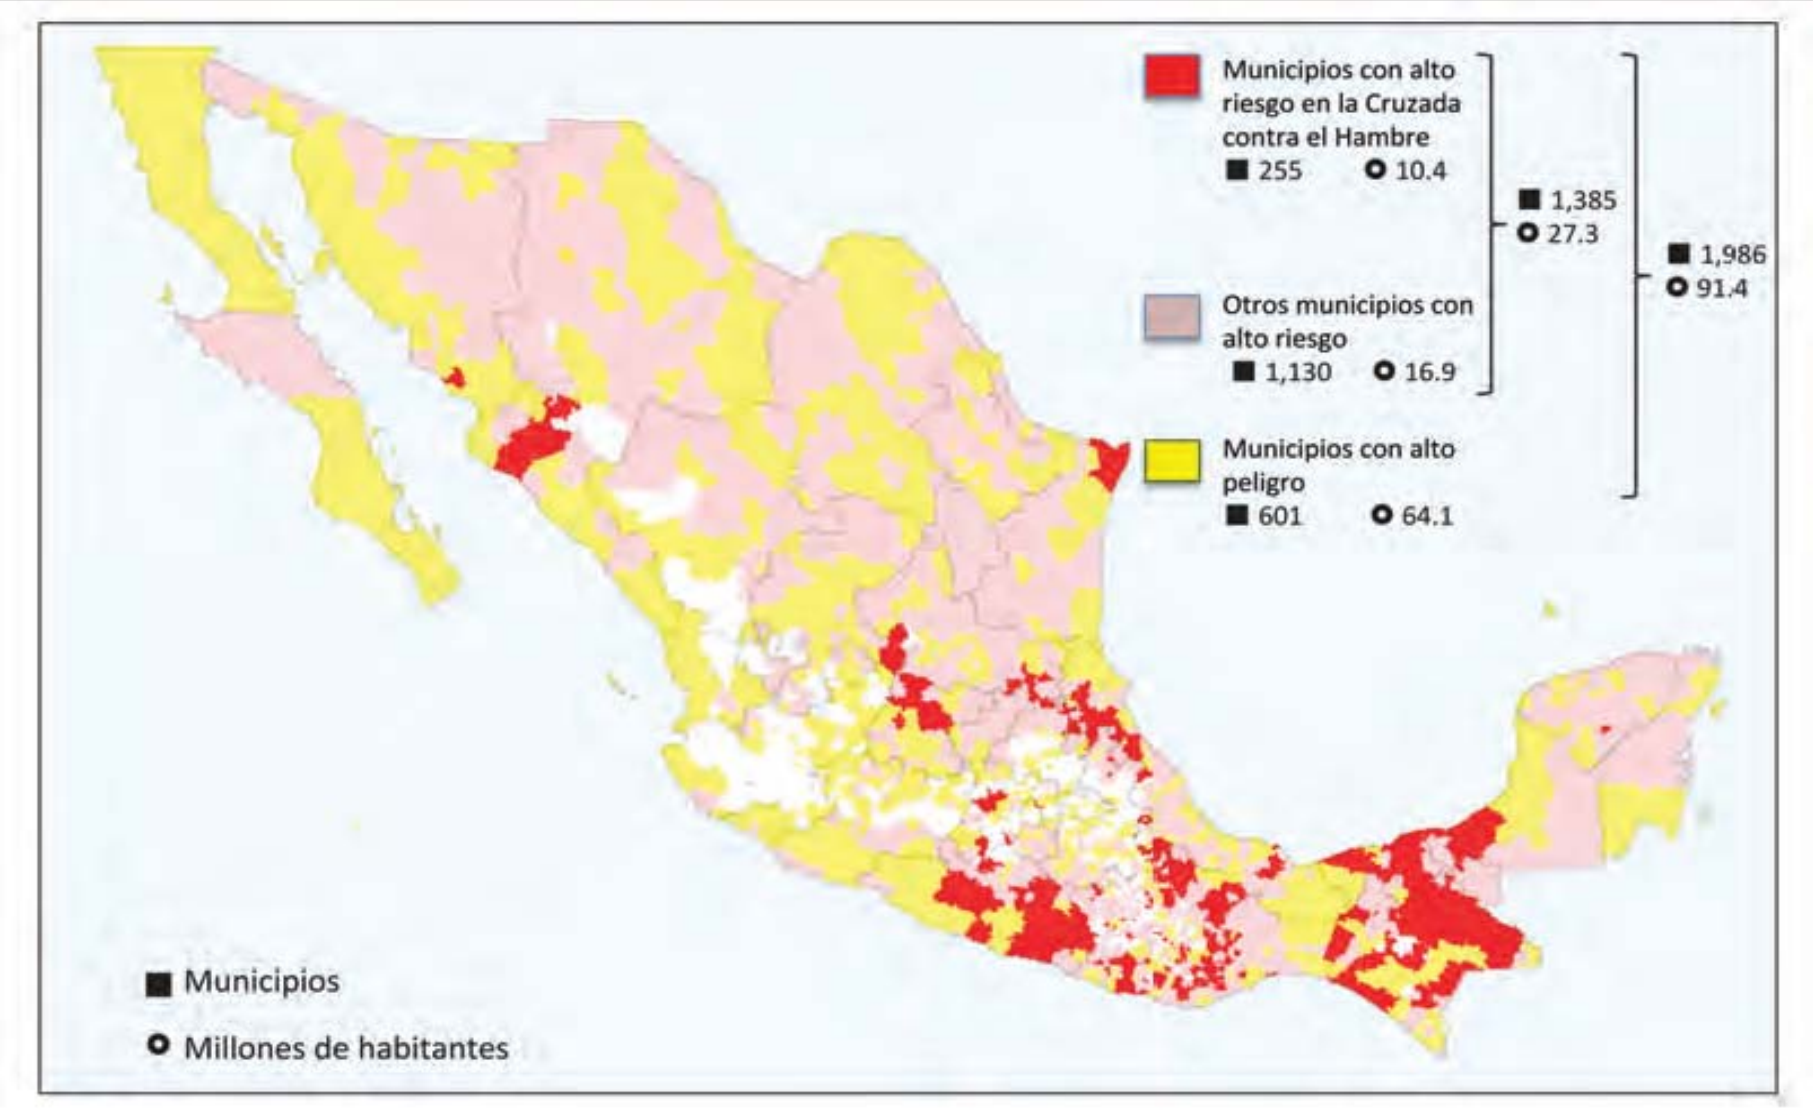 Municipios con alto
riesgo en la Cruzada
contra el Hambre
255 10.4
1,385
27.3
1,986
91.4
Otros municipios con
alto riesgo
1,130 16.9
Municipios con alto
peligro
601 64.1
Municipios
Millones de habitantes